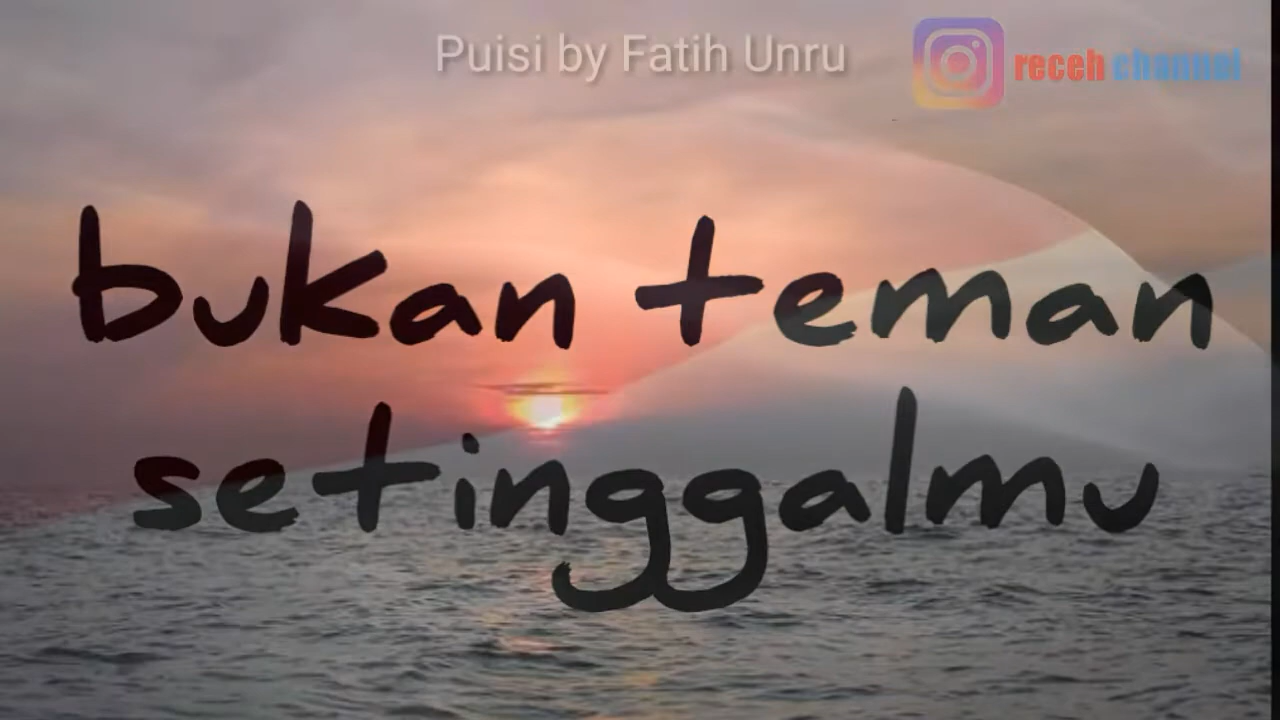 Puisi by Fatih Unru
receh channel
bukan teman
setinggalmu